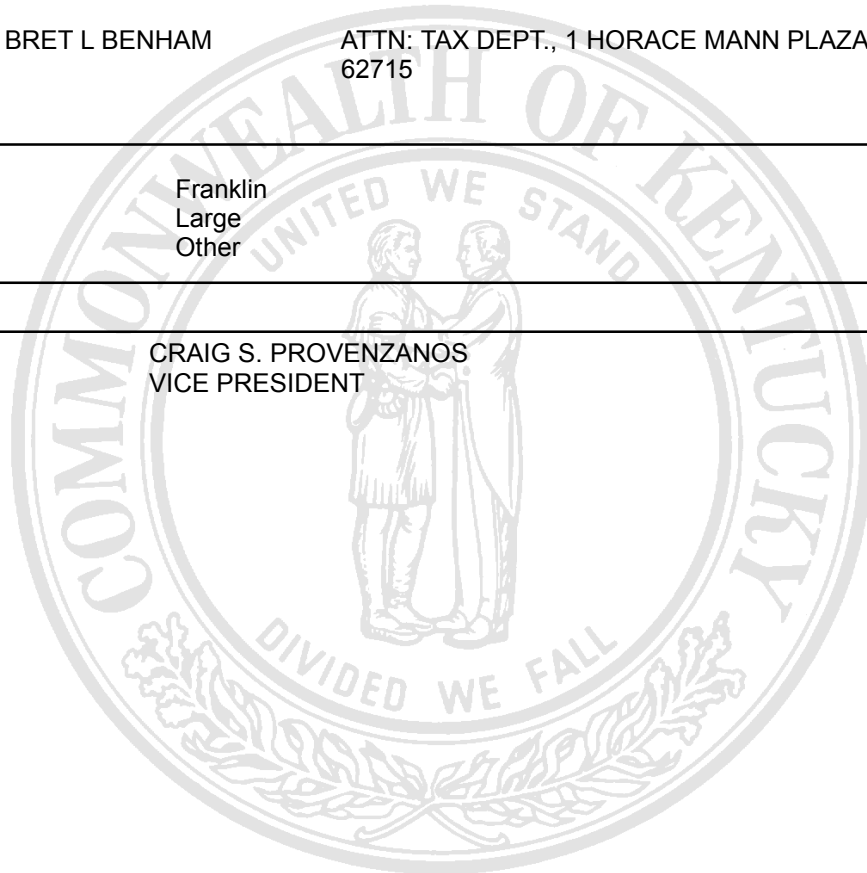 BRET L BENHAM ATTN: TAX DEPT., 1 HORACE MANN PLAZA
62715
Franklin
Large
Other
CRAIG S. PROVENZANOS
VICE PRESIDENT
COMMONWEALTH OF KENTUCKY
UNITED WE STAND
DIVIDED WE FALL